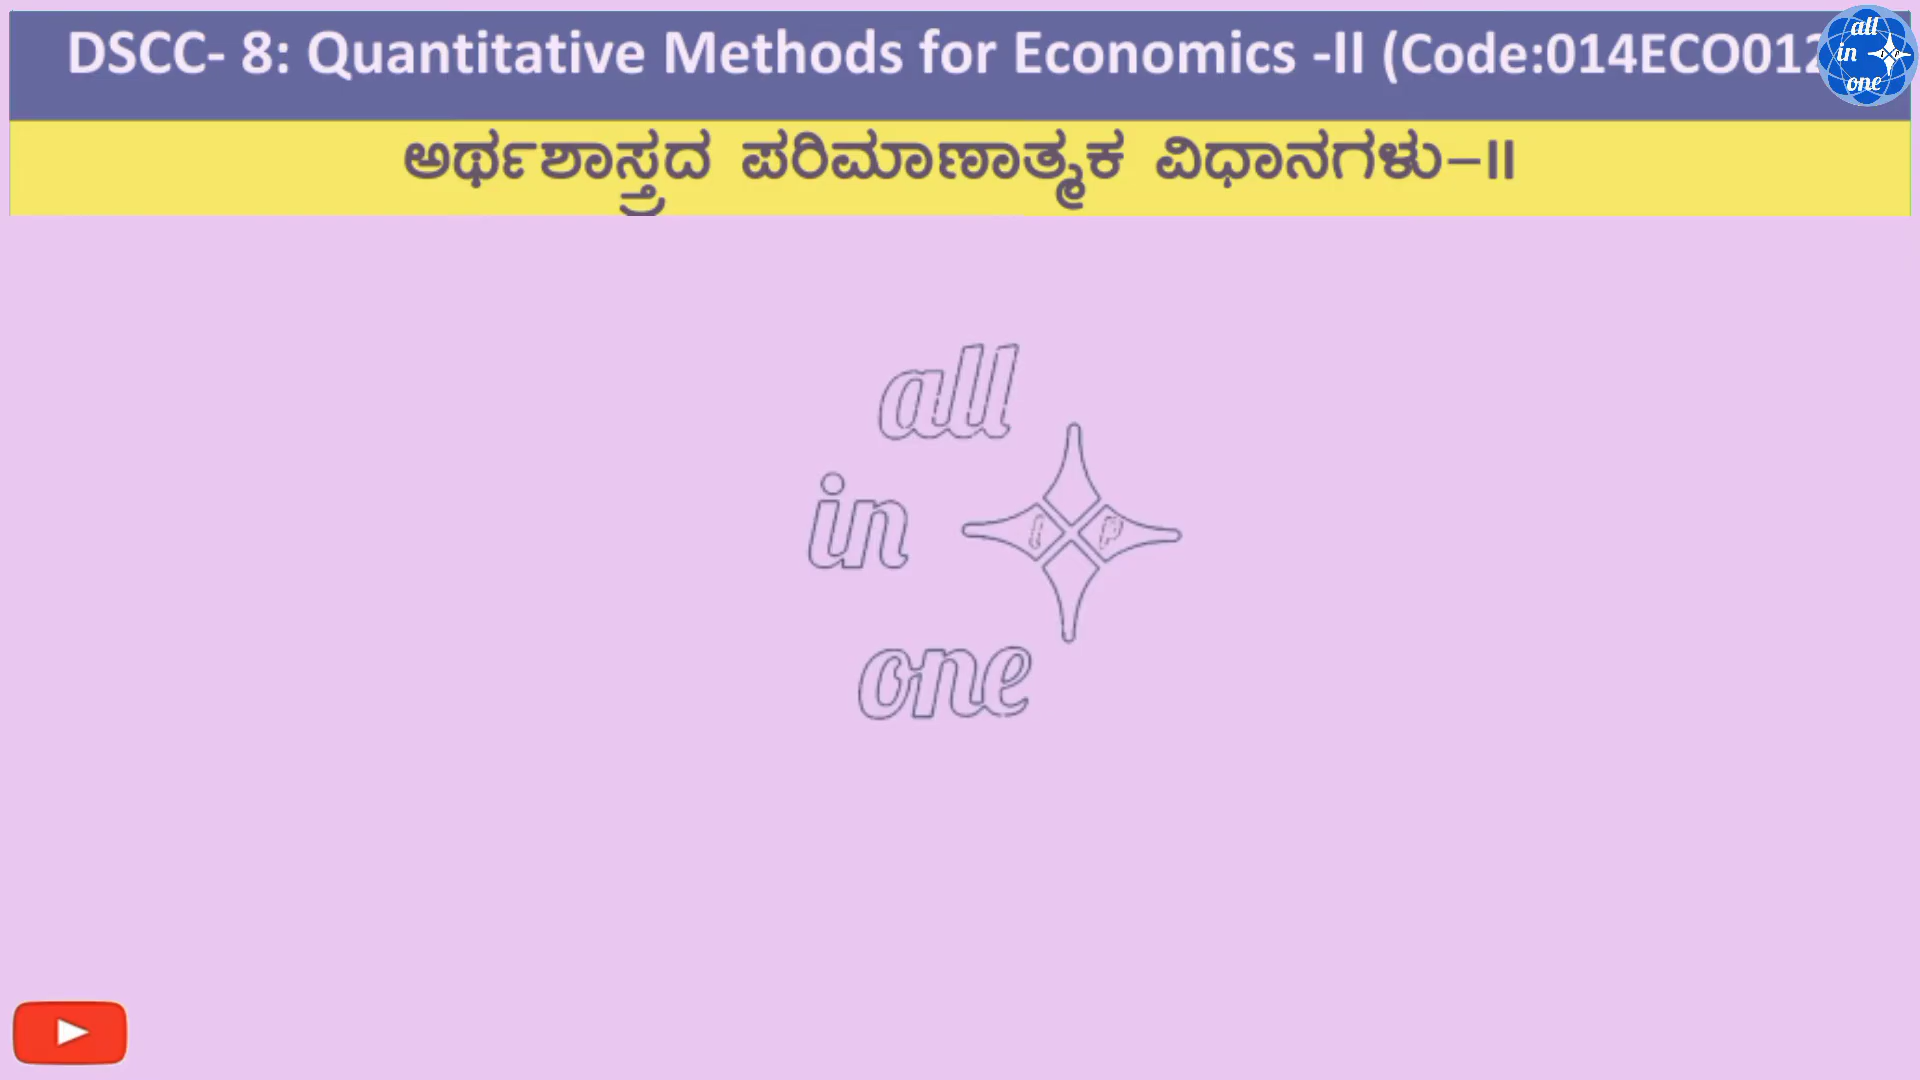 DSCC- 8: Quantitative Methods for Economics -II (Code:014ECO012
ಅರ್ಥಶಾಸ್ತ್ರದ ಪರಿಮಾಣಾತ್ಮಕ ವಿಧಾನಗಳು–II
all
in
one
all
in
I P
one